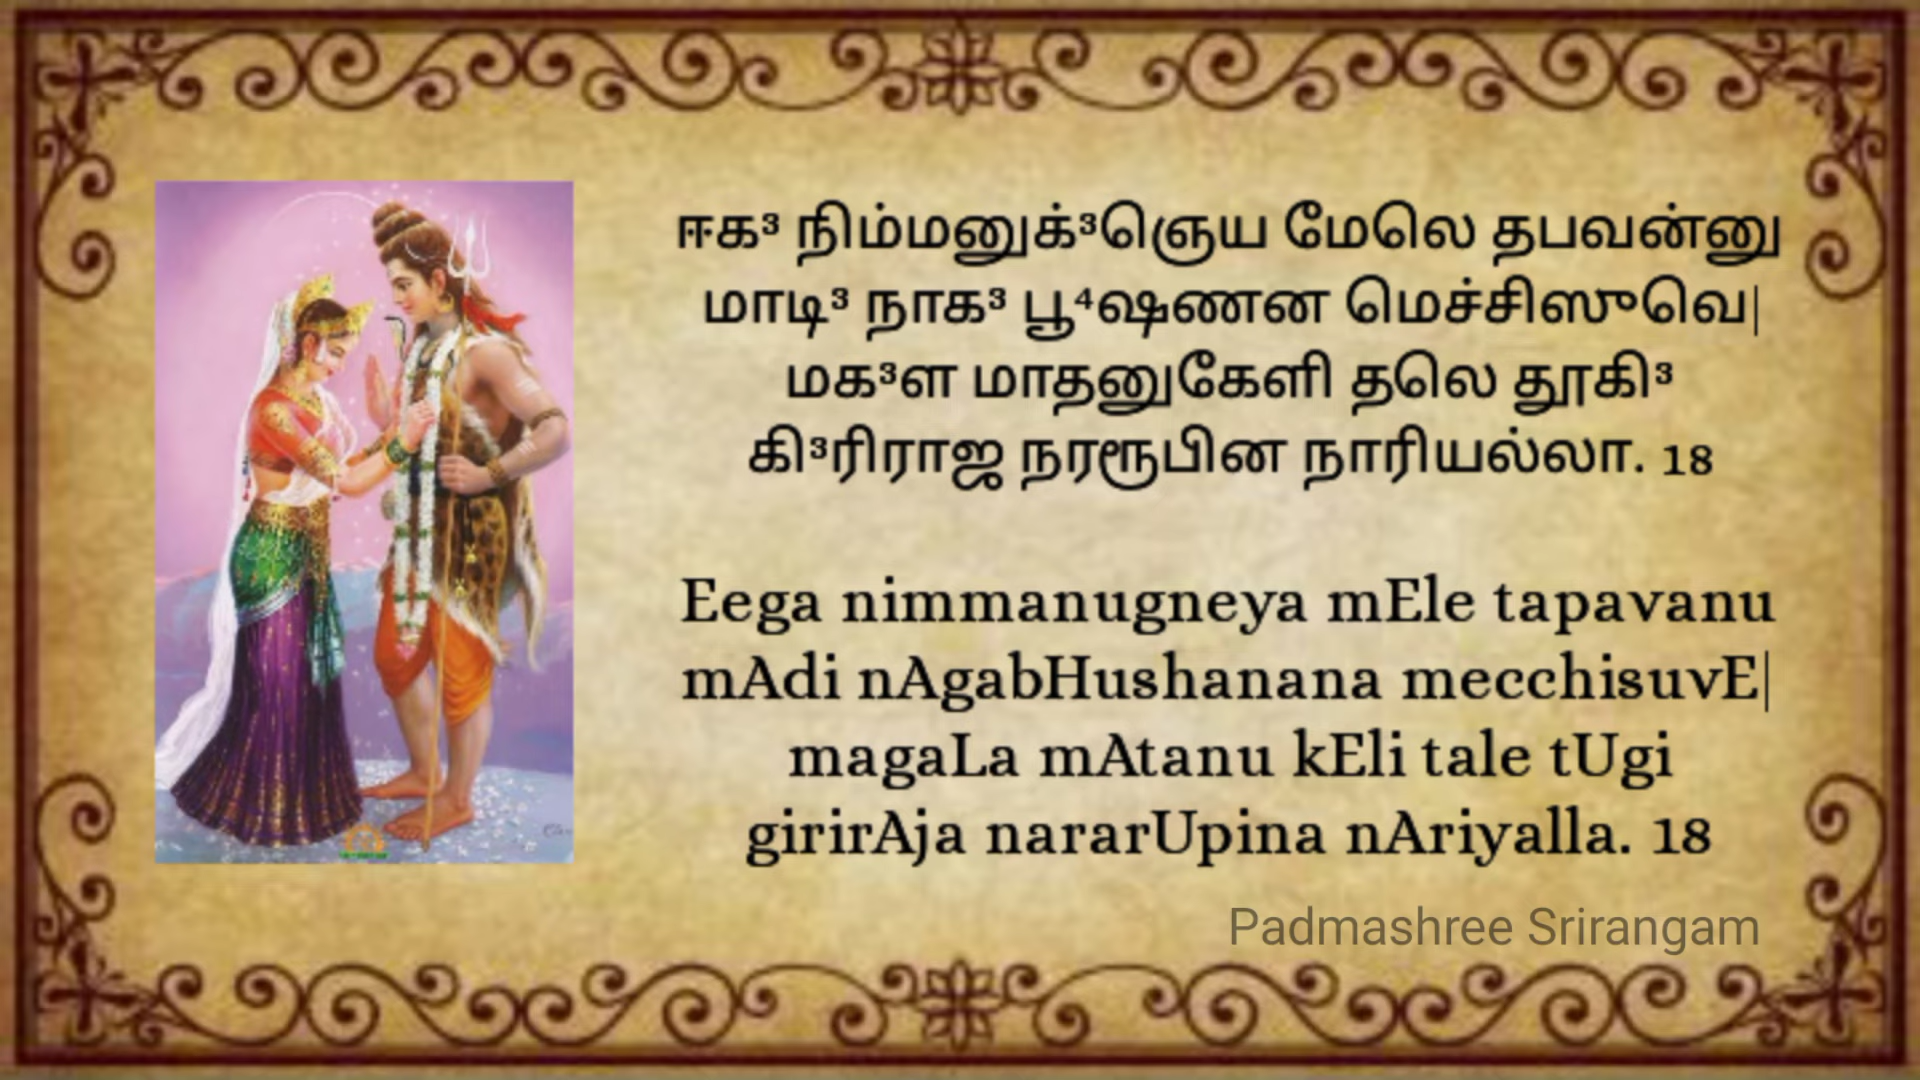 ஈக³ நிம்மனுக்³ஞெய மேலெ தபவன்னு
மாடி³ நாக³ பூ⁴ஷணன மெச்சிஸுவெ|
மக³ள மாதனுகேளி தலெ தூகி³
கி³ரிராஜ நரரூபின நாரியல்லா. 18
Eega nimmanugneya mEle tapavanu
mAdi nAgabHushanana mecchisuvE|
magaLa mAtanu kEli tale tUgi
girirAja nararUpina nAriyalla. 18
Padmashree Srirangam